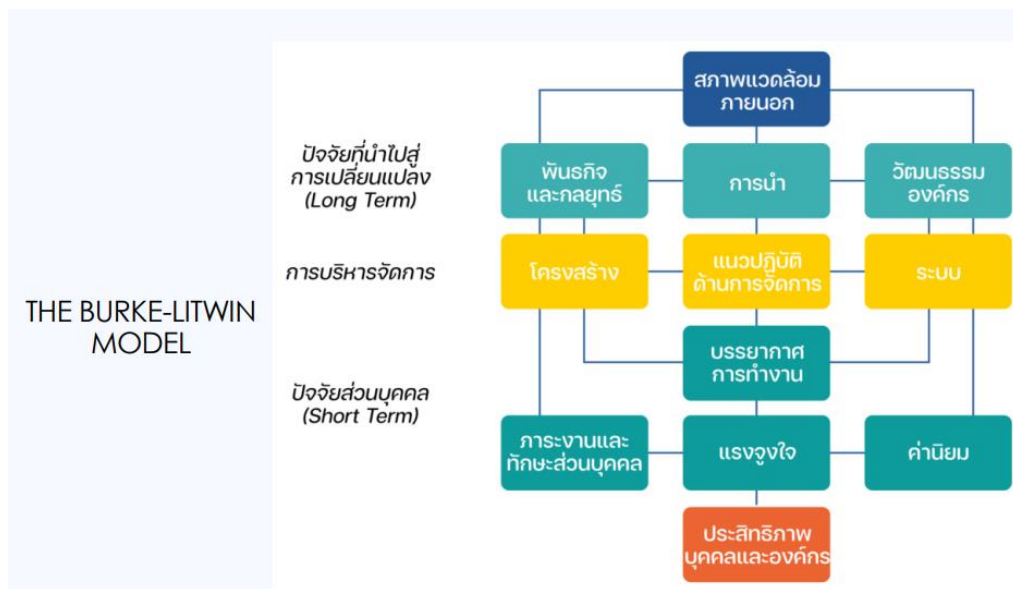 THE BURKE-LITWIN
MODEL
สภาพแวดล้อม
ภายนอก
ปัจจัยที่นำไปสู่
การเปลี่ยนแปลง
(Long Term)
พันธกิจ
และกลยุทธ์
การนำ
วัฒนธรรม
องค์กร
การบริหารจัดการ
โครงสร้าง
แนวปฏิบัติ
ด้านการจัดการ
ระบบ
บรรยากาศ
การทำงาน
ปัจจัยส่วนบุคคล
(Short Term)
ภาระงานและ
ทักษะส่วนบุคคล
แรงจูงใจ
ค่านิยม
ประสิทธิภาพ
บุคคลและองค์กร